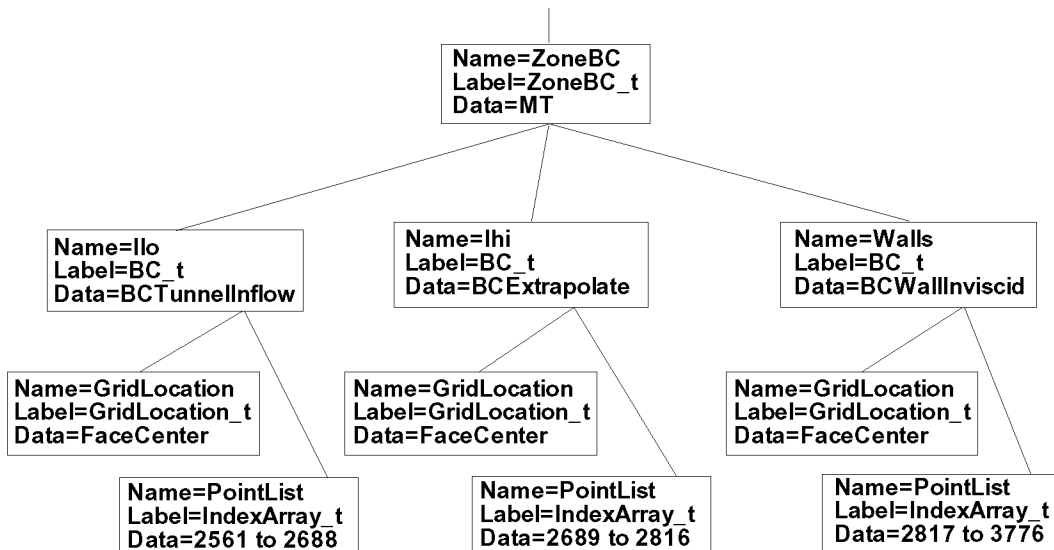 Name=ZoneBC
Label=ZoneBC_t
Data=MT
Name=Ilo
Label=BC_t
Data=BCTunnelInflow
Name=Ihi
Label=BC_t
Data=BCExtrapolate
Name=Walls
Label=BC_t
Data=BCWallInviscid
Name=GridLocation
Label=GridLocation_t
Data=FaceCenter
Name=GridLocation
Label=GridLocation_t
Data=FaceCenter
Name=GridLocation
Label=GridLocation_t
Data=FaceCenter
Name=PointList
Label=IndexArray_t
Data=2561 to 2688
Name=PointList
Label=IndexArray_t
Data=2689 to 2816
Name=PointList
Label=IndexArray_t
Data=2817 to 3776